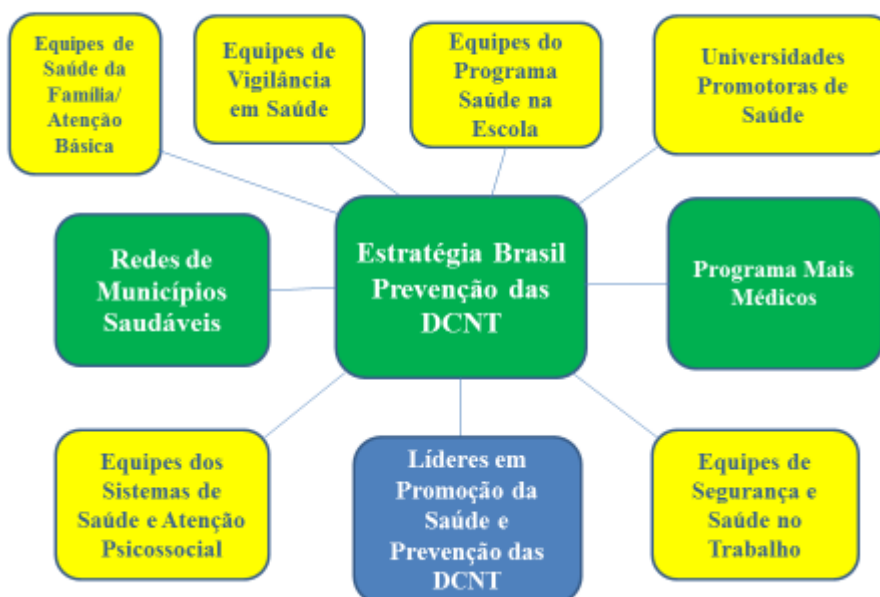 Equipes de
Saúde da
Família/
Atenção
Básica
Equipes de
Vigilância
em Saúde
Equipes do
Programa
Saúde na
Escola
Universidades
Promotoras de
Saúde
Redes de
Municípios
Saudáveis
Estratégia Brasil
Prevenção das
DCNT
Programa Mais
Médicos
Equipes dos
Sistemas de
Saúde e Atenção
Psicossocial
Líderes em
Promoção da
Saúde e
Prevenção das
DCNT
Equipes de
Segurança e
Saúde no
Trabalho